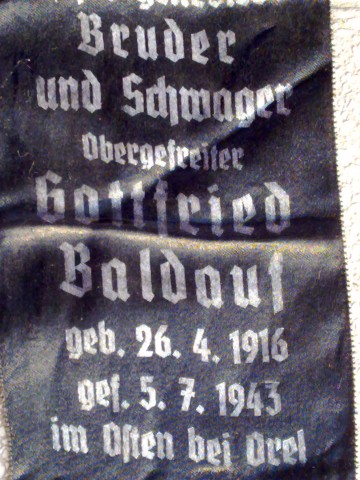 Bruder
und Schwager
Obergefreiter
Gottfried
Baldauf
geb. 26. 4. 1916
gef. 5. 7. 1943
im Osten bei Orel